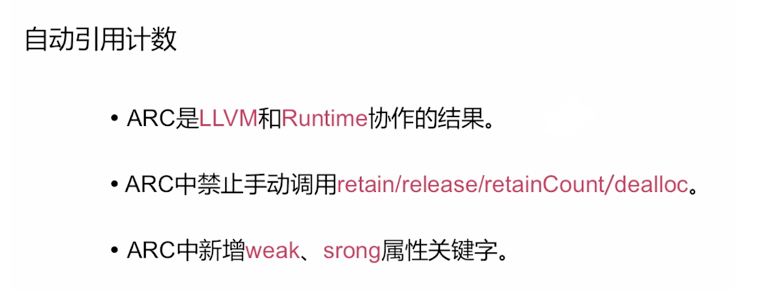 自动引用计数
• ARC是LLVM和Runtime协作的结果。
• ARC中禁止手动调用retain/release/retainCount/dealloc。
• ARC中新增weak、srong属性关键字。